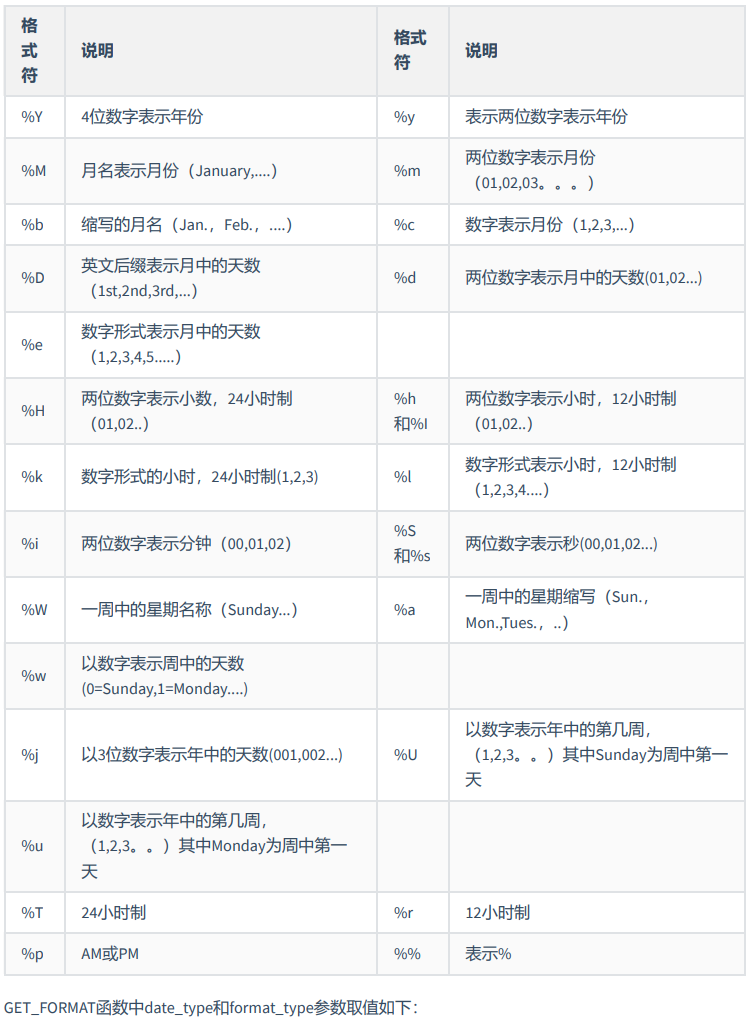 格
式
符
说明
格式
符
说明
%Y
4位数字表示年份
%y
表示两位数字表示年份
%M
月名表示月份（January,....）
%m
两位数字表示月份
（01,02,03。。。）
%b
缩写的月名（Jan.，Feb.，....）
%c
数字表示月份（1,2,3,...）
%D
英文后缀表示月中的天数
（1st,2nd,3rd,...）
%d
两位数字表示月中的天数(01,02...)
%e
数字形式表示月中的天数
（1,2,3,4,5.....）
%H
两位数字表示小数，24小时制
（01,02..）
%h
和%I
两位数字表示小时，12小时制
（01,02..）
%k
数字形式的小时，24小时制(1,2,3)
%l
数字形式表示小时，12小时制
（1,2,3,4....）
%i
两位数字表示分钟（00,01,02）
%S
和%s
两位数字表示秒(00,01,02...)
%W
一周中的星期名称（Sunday...）
%a
一周中的星期缩写（Sun.，
Mon.,Tues.，..）
%w
以数字表示周中的天数
(0=Sunday,1=Monday....)
%j
以3位数字表示年中的天数(001,002...)
%U
以数字表示年中的第几周，
（1,2,3。。）其中Sunday为周中第一
天
%u
以数字表示年中的第几周，
（1,2,3。。）其中Monday为周中第一
天
%T
24小时制
%r
12小时制
%p
AM或PM
%%
表示%
GET_FORMAT函数中date_type和format_type参数取值如下：